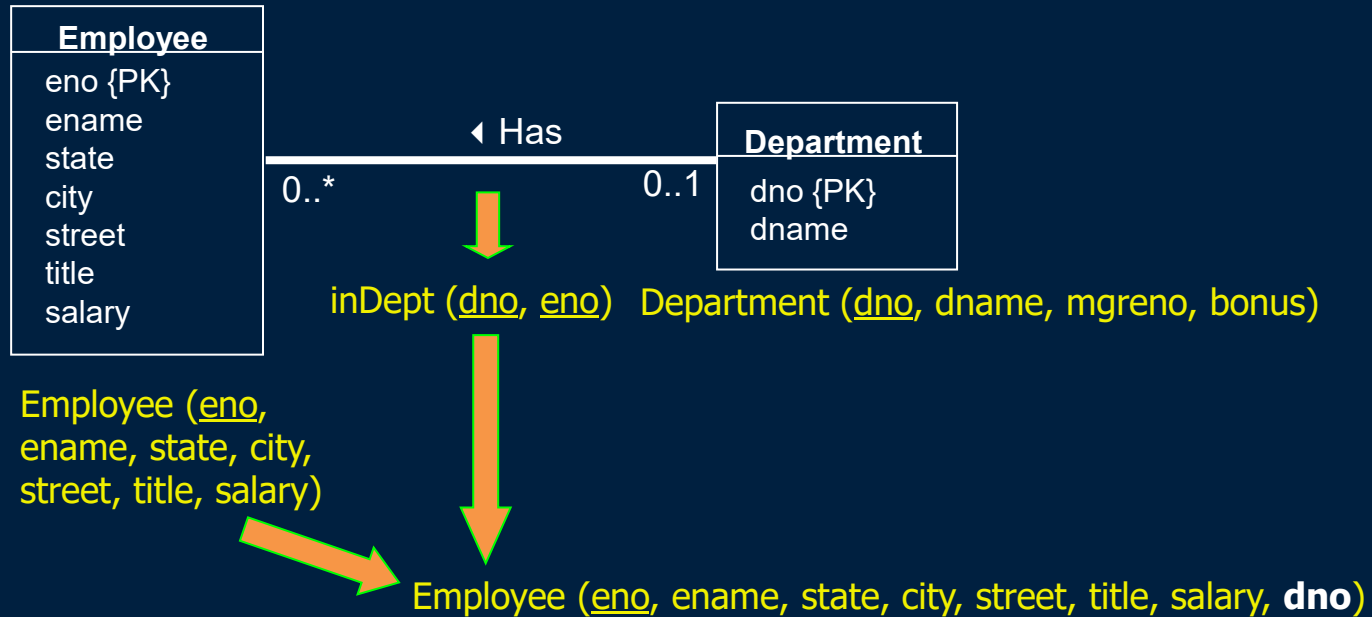 Employee
eno {PK}
ename
state
city
street
title
salary
◂ Has
0..*
0..1
Department
dno {PK}
dname
inDept (dno, eno)
Department (dno, dname, mgreno, bonus)
Employee (eno,
ename, state, city,
street, title, salary)
Employee (eno, ename, state, city, street, title, salary, dno)